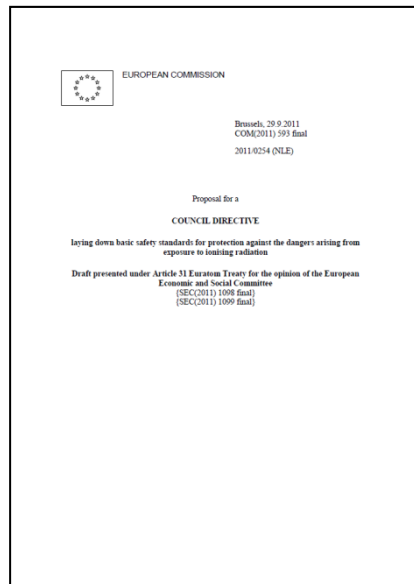 EUROPEAN COMMISSION
Brussels, 29.9.2011
COM(2011) 593 final
2011/0254 (NLE)
Proposal for a
COUNCIL DIRECTIVE
laying down basic safety standards for protection against the dangers arising from
exposure to ionising radiation
Draft presented under Article 31 Euratom Treaty for the opinion of the European
Economic and Social Committee
{SEC(2011) 1098 final}
{SEC(2011) 1099 final}